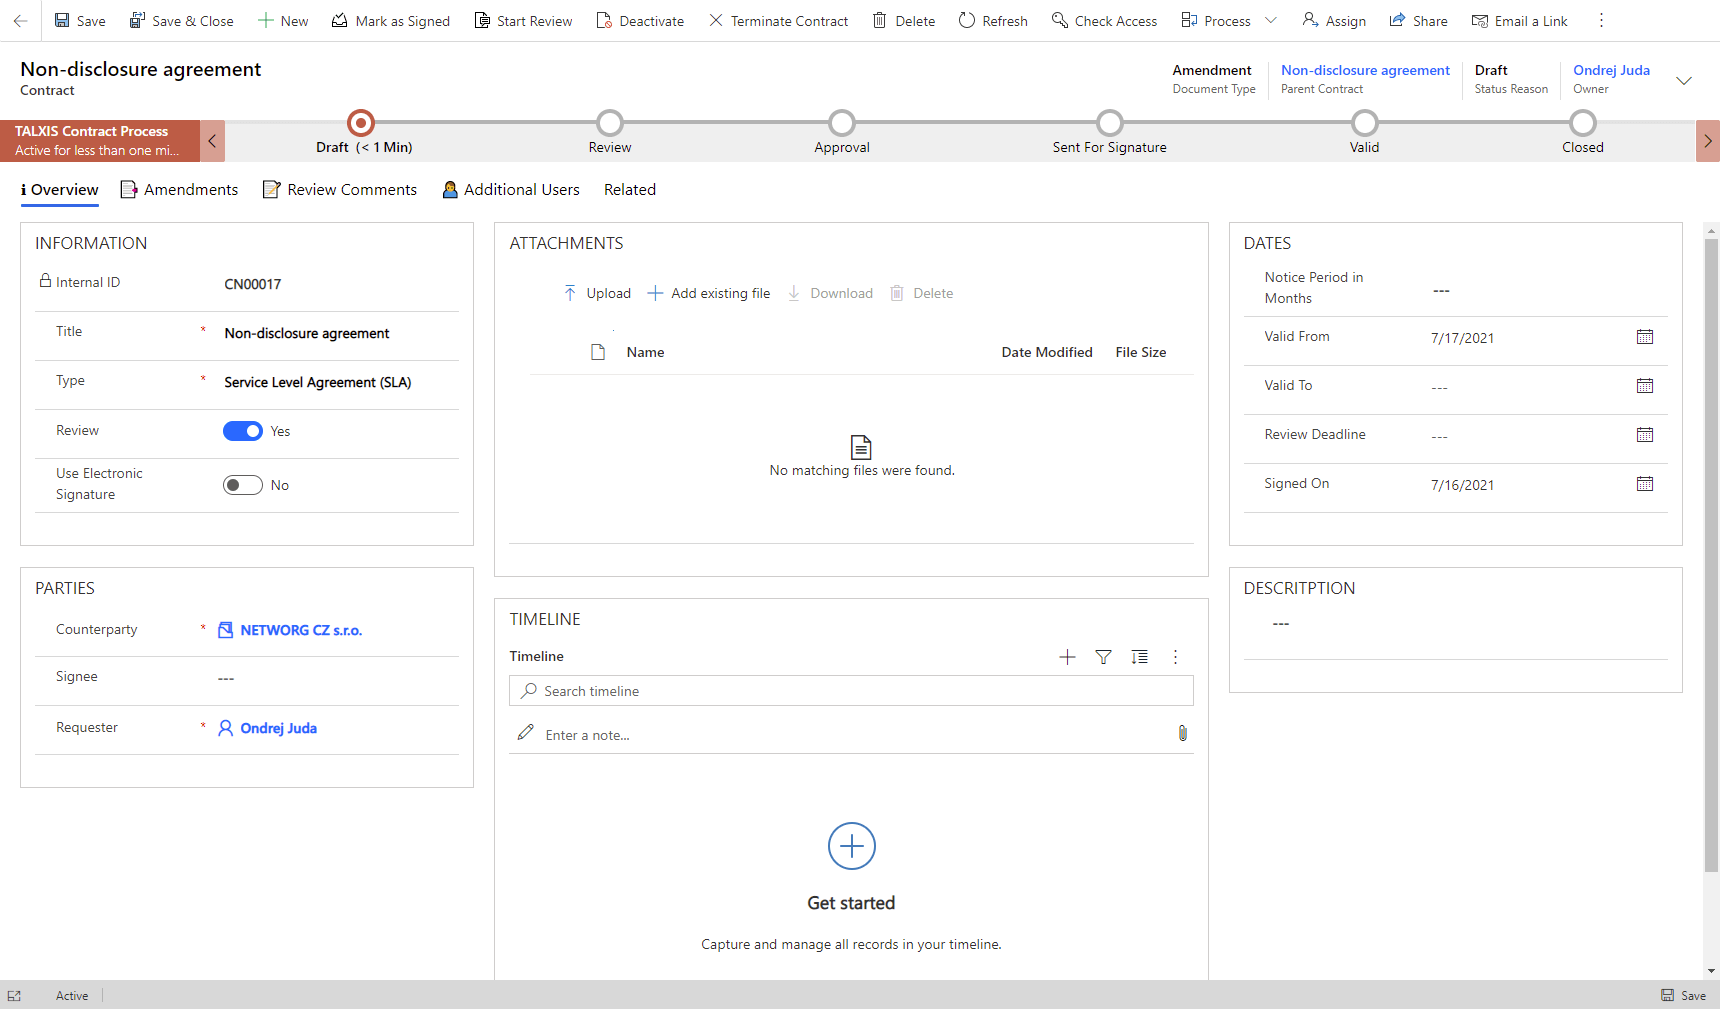 Save
Save & Close
New
Mark as Signed
Start Review
Deactivate
Terminate Contract
Delete
Refresh
Check Access
Process
Assign
Share
Email a Link
Non-disclosure agreement
Contract
Amendment
Document Type
Non-disclosure agreement
Parent Contract
Draft
Status Reason
Ondrej Juda
Owner
TALXIS Contract Process
Active for less than one mi...
Draft (< 1 Min)
Review
Approval
Sent For Signature
Valid
Closed
Overview
Amendments
Review Comments
Additional Users
Related
INFORMATION
Internal ID
CN00017
Title
* Non-disclosure agreement
Type
* Service Level Agreement (SLA)
Review
Yes
Use Electronic
Signature
No
PARTIES
Counterparty
* NETWORG CZ s.r.o.
Signee
---
Requester
* Ondrej Juda
ATTACHMENTS
Upload
Add existing file
Download
Delete
Name
Date Modified
File Size
No matching files were found.
TIMELINE
Timeline
Search timeline
Enter a note...
Get started
Capture and manage all records in your timeline.
DATES
Notice Period in
Months
---
Valid From
7/17/2021
Valid To
---
Review Deadline
---
Signed On
7/16/2021
DESCRITPTION
---
Active
Save